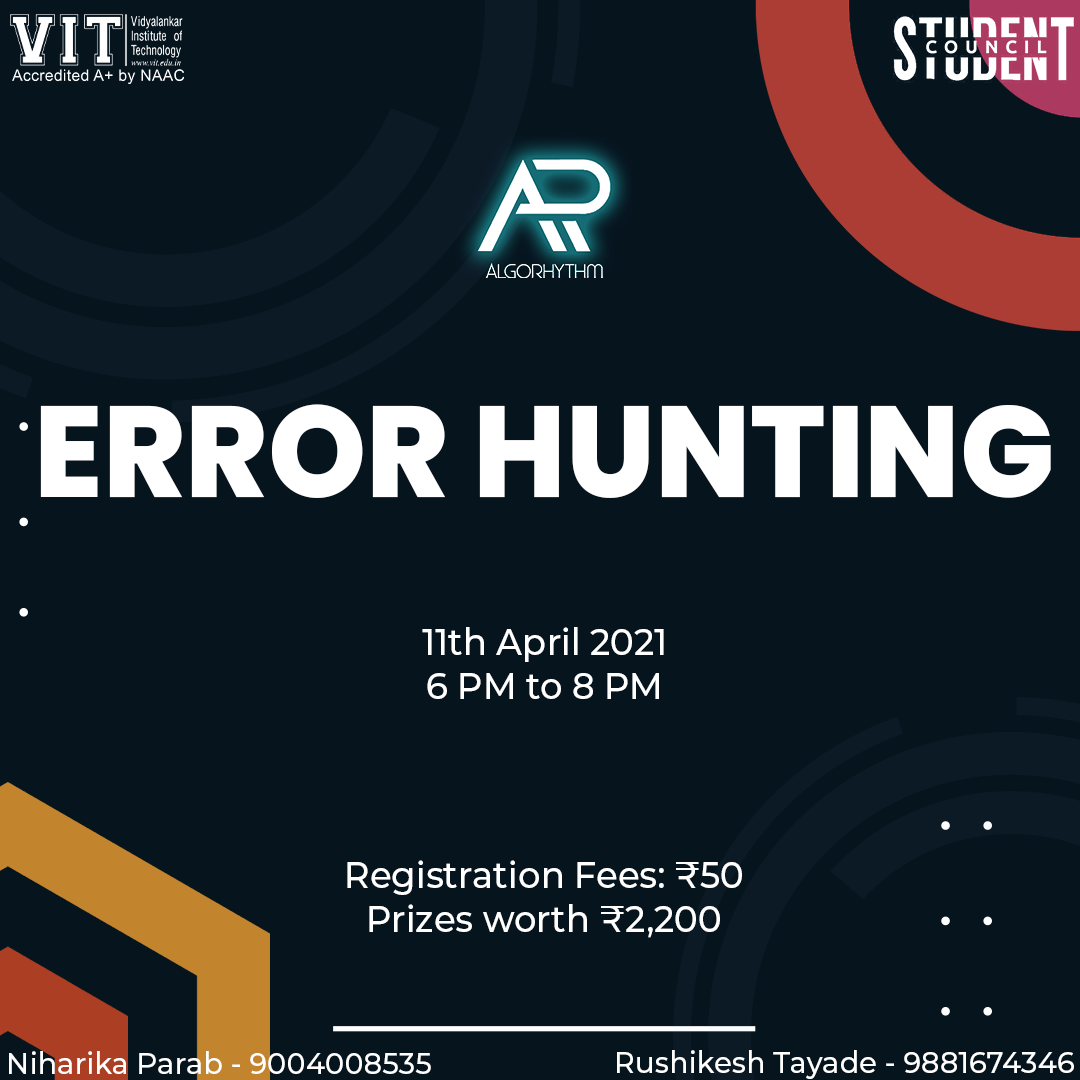 VIT
Vidyalankar
Institute of
Technology
www.vit.edu.in
Accredited A+ by NAAC
STUDENT
COUNCIL
STUDENT
AR
ALGORHYTHM
ERROR HUNTING
11th April 2021
6 PM to 8 PM
Registration Fees: ₹50
Prizes worth ₹2,200
Niharika Parab - 9004008535
Rushikesh Tayade - 9881674346